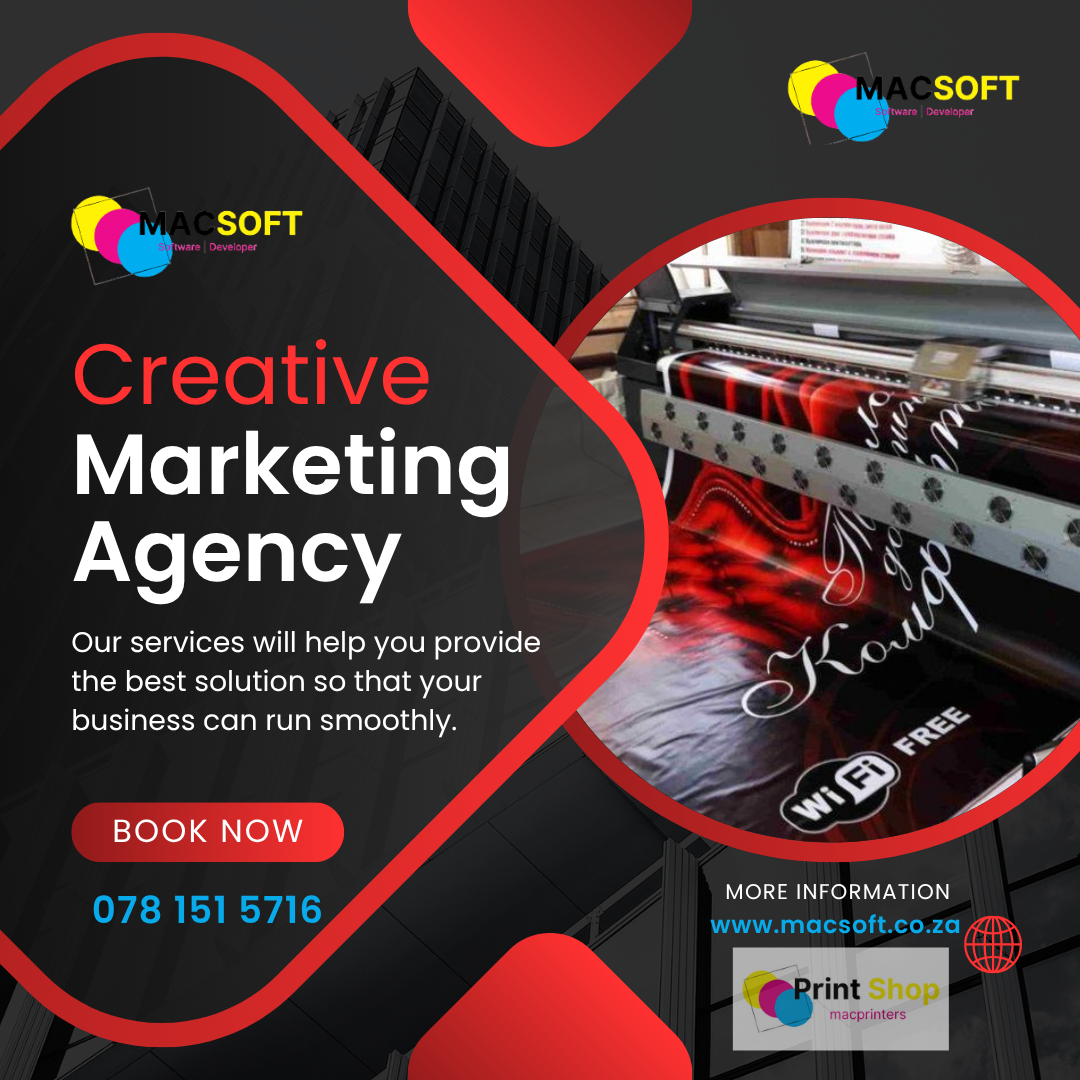 MACSOFT
Software | Developer
MACSOFT
Software | Developer
Creative
Marketing
Agency
Our services will help you provide
the best solution so that your
business can run smoothly.
BOOK NOW
078 151 5716
WiFi FREE
MORE INFORMATION
www.macsoft.co.za
Print Shop
macprinters